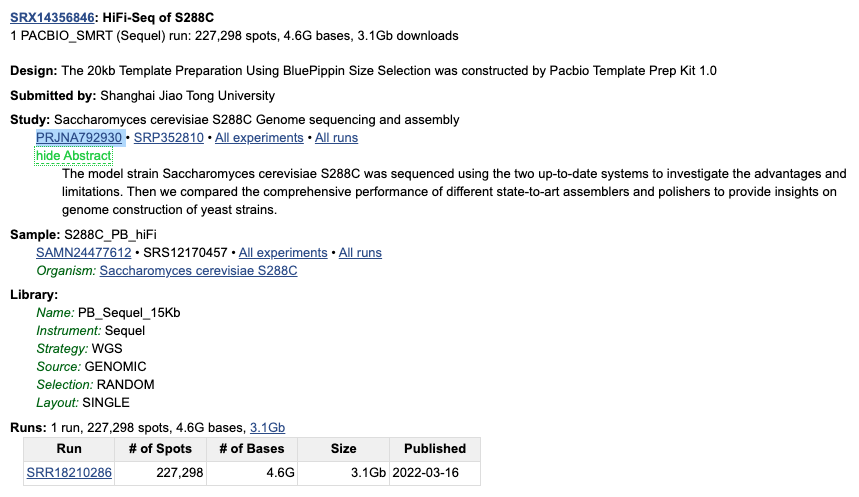 SRX14356846: HiFi-Seq of S288C
1 PACBIO_SMRT (Sequel) run: 227,298 spots, 4.6G bases, 3.1Gb downloads
Design: The 20kb Template Preparation Using BluePippin Size Selection was constructed by Pacbio Template Prep Kit 1.0
Submitted by: Shanghai Jiao Tong University
Study: Saccharomyces cerevisiae S288C Genome sequencing and assembly
PRJNA792930 • SRP352810 • All experiments • All runs
hide Abstract
The model strain Saccharomyces cerevisiae S288C was sequenced using the two up-to-date systems to investigate the advantages and
limitations. Then we compared the comprehensive performance of different state-to-art assemblers and polishers to provide insights on
genome construction of yeast strains.
Sample: S288C_PB_hiFi
SAMN24477612 • SRS12170457 • All experiments • All runs
Organism: Saccharomyces cerevisiae S288C
Library:
Name: PB_Sequel_15Kb
Instrument: Sequel
Strategy: WGS
Source: GENOMIC
Selection: RANDOM
Layout: SINGLE
Runs: 1 run, 227,298 spots, 4.6G bases, 3.1Gb
Run # of Spots # of Bases Size Published
SRR18210286 227,298 4.6G 3.1Gb 2022-03-16